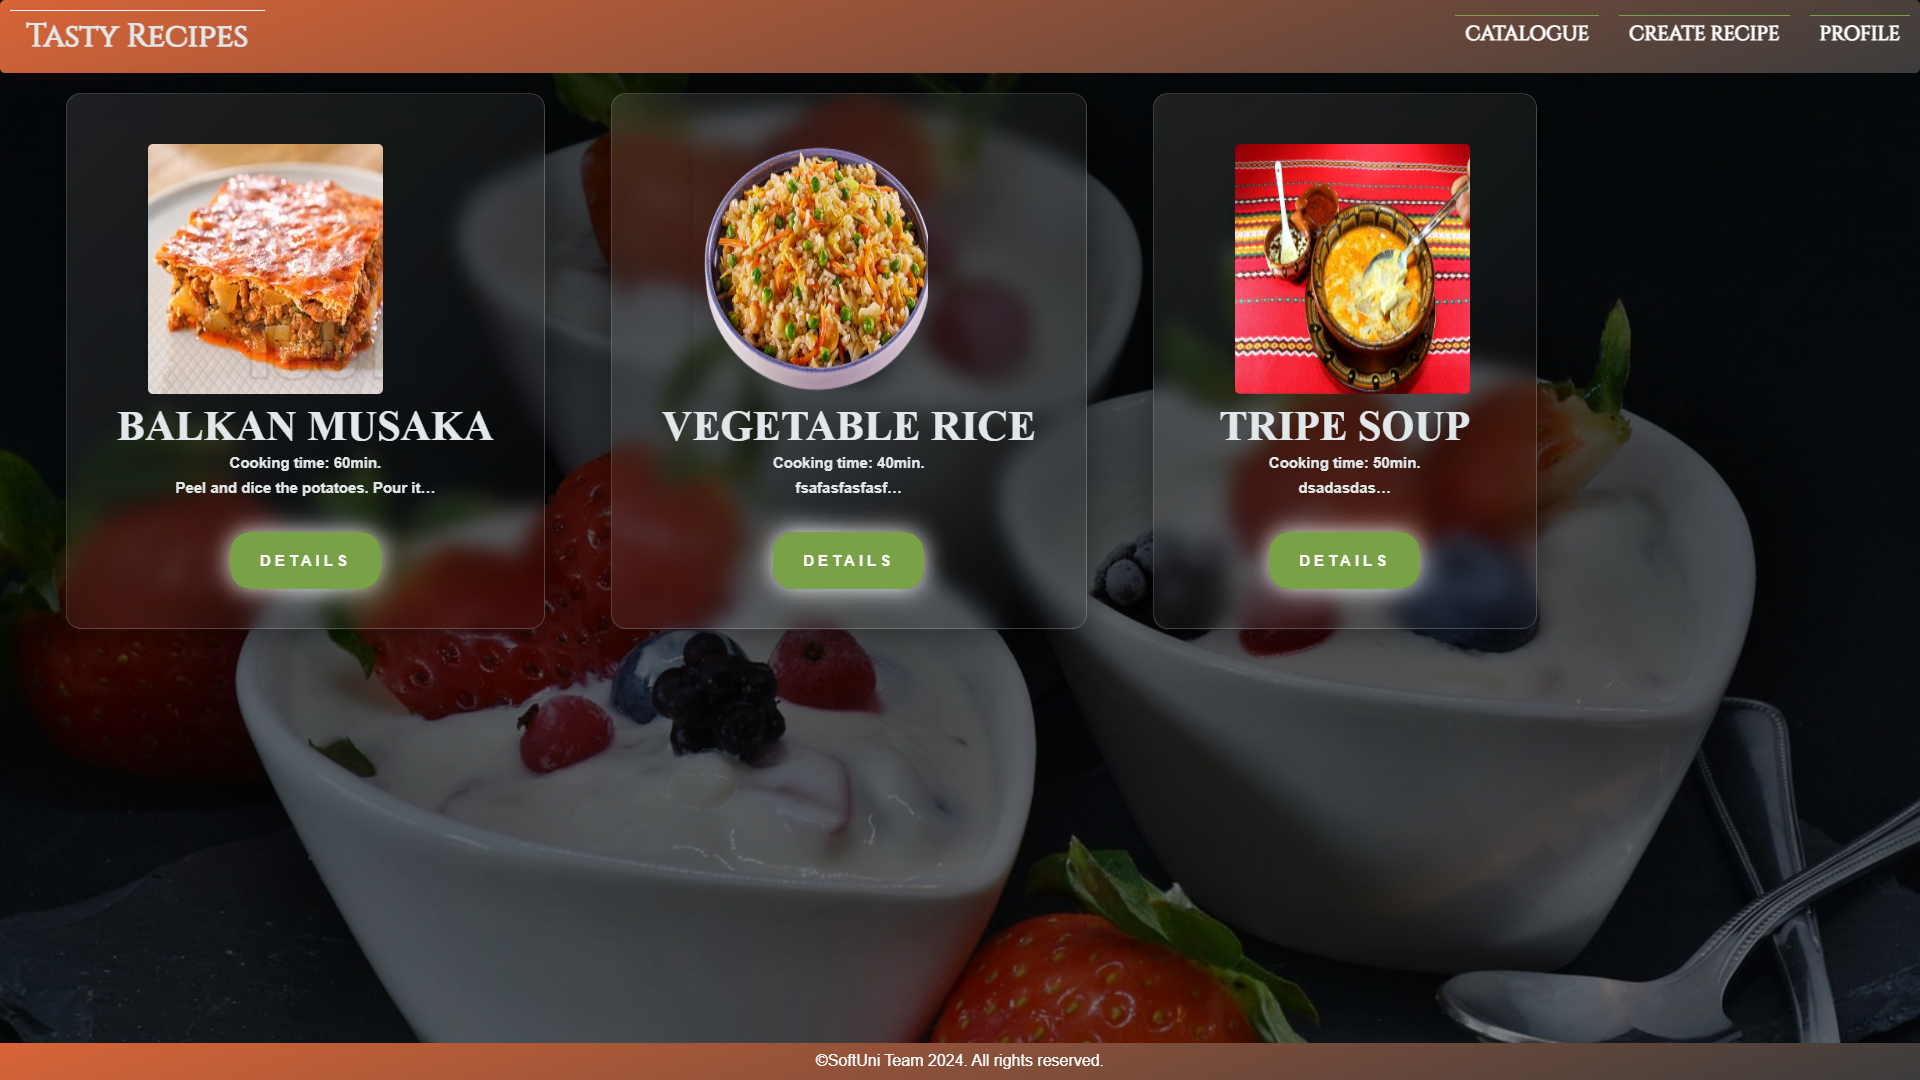 Tasty Recipes
CATALOGUE
CREATE RECIPE
PROFILE
BALKAN MUSAKA
Cooking time: 60min.
Peel and dice the potatoes. Pour it...
DETAILS
VEGETABLE RICE
Cooking time: 40min.
fsafasfasfasf...
DETAILS
TRIPE SOUP
Cooking time: 50min.
dsadasdas...
DETAILS
©SoftUni Team 2024. All rights reserved.